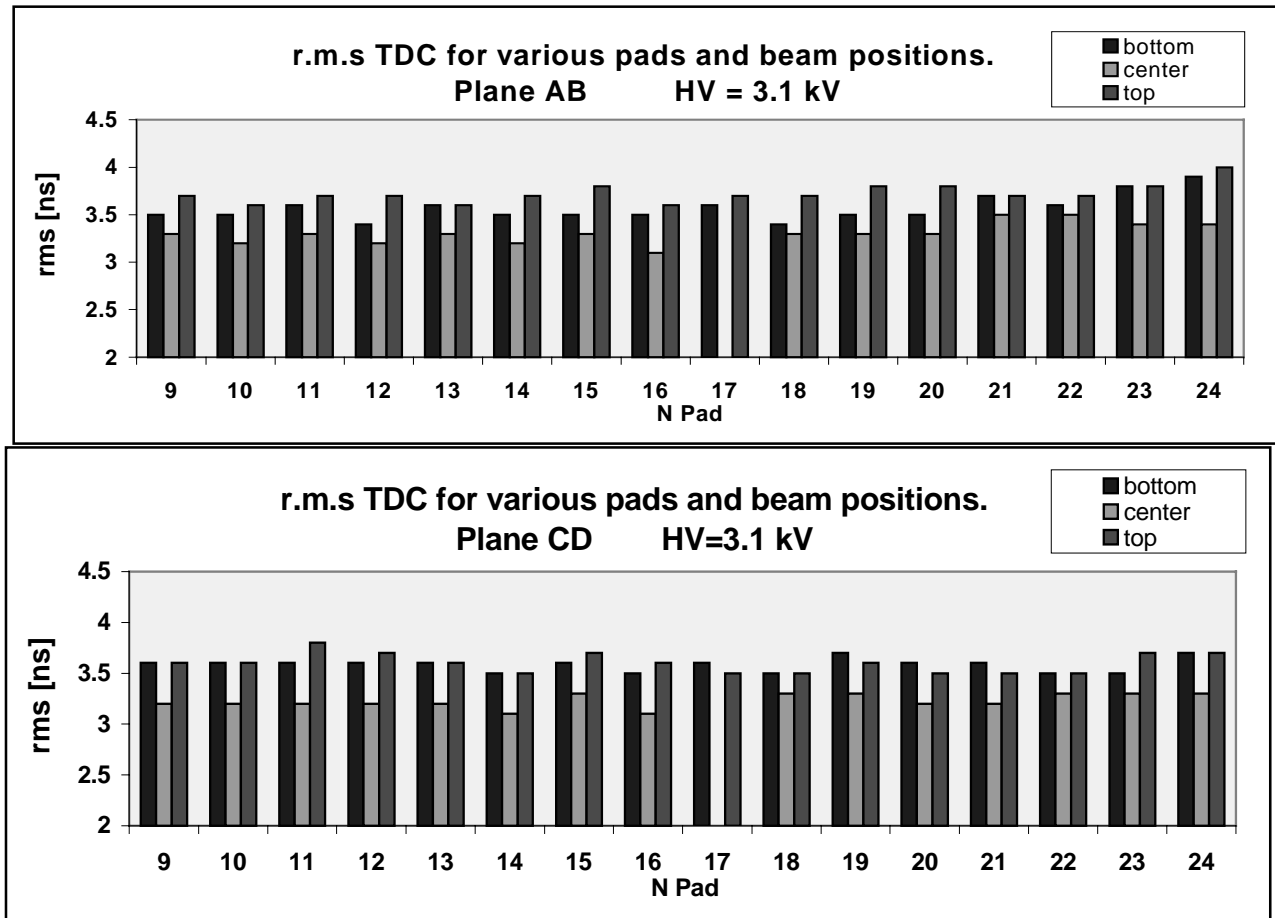 r.m.s TDC for various pads and beam positions.
Plane AB HV = 3.1 kV
bottom
center
top
rms [ns]
4.5
4
3.5
3
2.5
2
9 10 11 12 13 14 15 16 17 18 19 20 21 22 23 24
N Pad
r.m.s TDC for various pads and beam positions.
Plane CD HV=3.1 kV
bottom
center
top
rms [ns]
4.5
4
3.5
3
2.5
2
9 10 11 12 13 14 15 16 17 18 19 20 21 22 23 24
N Pad